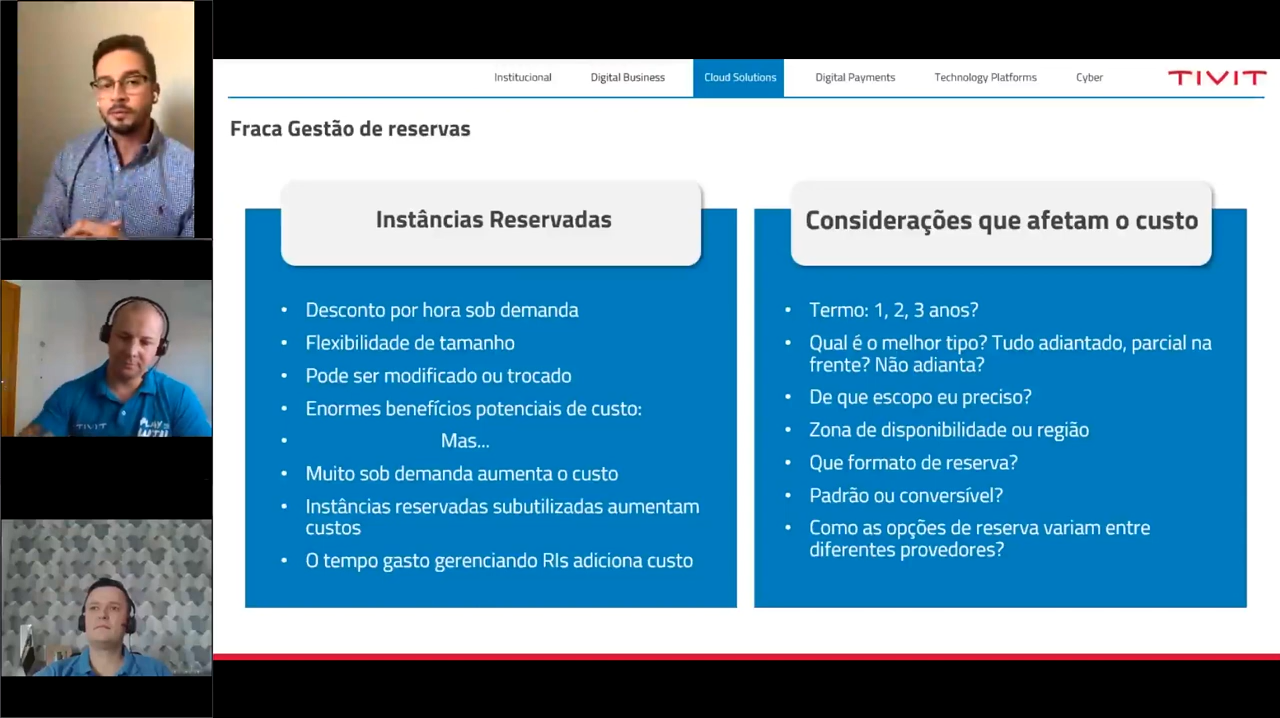 Institucional
Digital Business
Cloud Solutions
Digital Payments
Technology Platforms
Cyber
TIVIT
Fraca Gestão de reservas
Instâncias Reservadas
• Desconto por hora sob demanda
• Flexibilidade de tamanho
• Pode ser modificado ou trocado
• Enormes benefícios potenciais de custo:
• Mas...
• Muito sob demanda aumenta o custo
• Instâncias reservadas subutilizadas aumentam
custos
• O tempo gasto gerenciando RIs adiciona custo
Considerações que afetam o custo
• Termo: 1, 2, 3 anos?
• Qual é o melhor tipo? Tudo adiantado, parcial na
frente? Não adianta?
• De que escopo eu preciso?
• Zona de disponibilidade ou região
• Que formato de reserva?
• Padrão ou conversível?
• Como as opções de reserva variam entre
diferentes provedores?
TIVIT